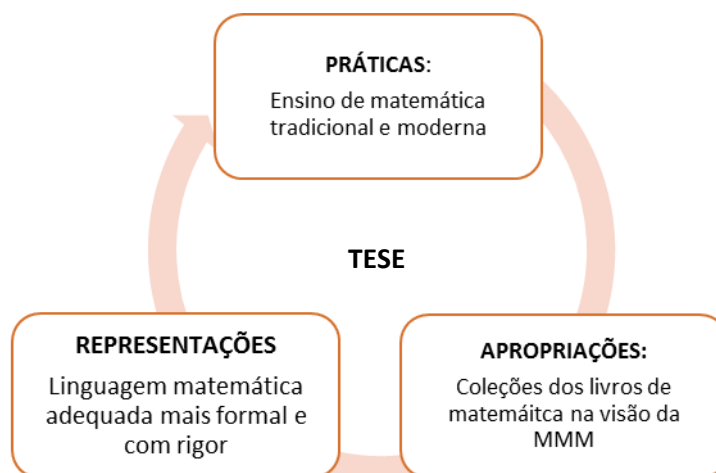 PRÁTICAS:
Ensino de matemática
tradicional e moderna
TESE
REPRESENTAÇÕES
Linguagem matemática
adequada mais formal e
com rigor
APROPRIAÇÕES:
Coleções dos livros de
matemáitca na visão da
MMM